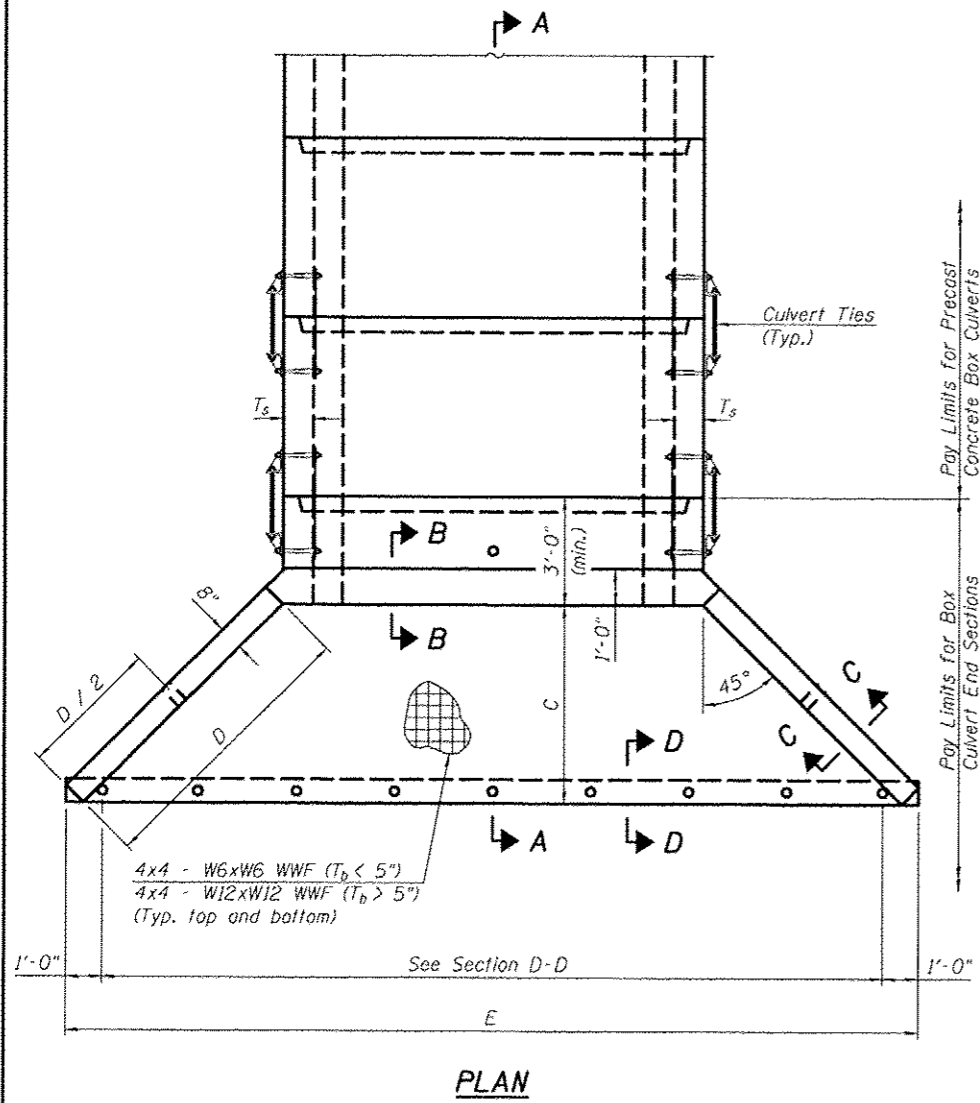 A
Culvert Ties
(Typ.)
Pay Limits for Precast
Concrete Box Culverts
Ts
Ts
B
3'-0"
(min.)
B
1'-0"
8"
D / 2
D
C
45°
C
C
D
Pay Limits for Box
Culvert End Sections
A
D
4x4 - W6xW6 WWF (Tb < 5")
4x4 - W12xW12 WWF (Tb > 5")
(Typ. top and bottom)
1'-0"
See Section D-D
1'-0"
E
PLAN